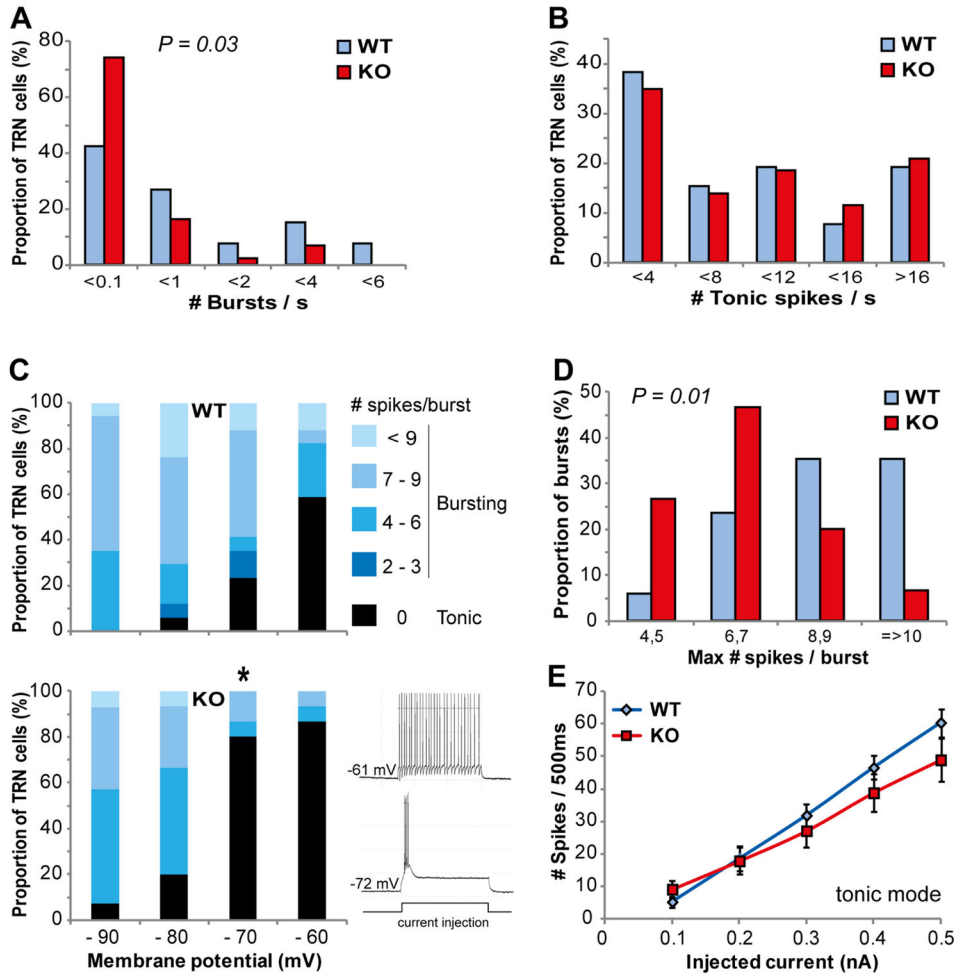 A
P = 0.03
WT
KO
Proportion of TRN cells (%)
80
60
40
20
0
<0.1 <1 <2 <4 <6
# Bursts / s
B
WT
KO
Proportion of TRN cells (%)
40
30
20
10
0
<4 <8 <12 <16 >16
# Tonic spikes / s
C
WT
Proportion of TRN cells (%)
100
80
60
40
20
0
# spikes/burst
< 9
7 - 9
4 - 6
2 - 3
Bursting
0 Tonic
KO
*
Proportion of TRN cells (%)
100
80
60
40
20
0
- 90 - 80 - 70 - 60
Membrane potential (mV)
-61 mV
-72 mV
current injection
D
P = 0.01
WT
KO
Proportion of bursts (%)
50
40
30
20
10
0
4,5 6,7 8,9 =>10
Max # spikes / burst
E
WT
KO
# Spikes / 500ms
70
60
50
40
30
20
10
0
0 0.1 0.2 0.3 0.4 0.5
tonic mode
Injected current (nA)